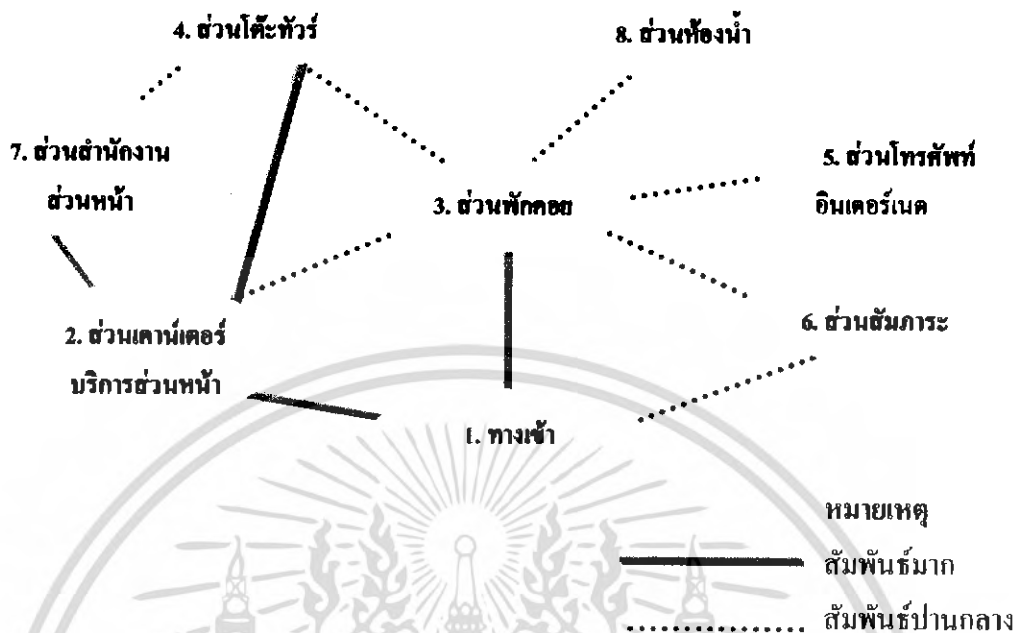 4. ส่วนโต๊ะทัวร์
8. ส่วนห้องน้ำ
7. ส่วนสำนักงาน
ส่วนหน้า
3. ส่วนพักคอย
5. ส่วนโทรศัพท์
อินเตอร์เนต
2. ส่วนเคาน์เตอร์
บริการส่วนหน้า
6. ส่วนสัมภาระ
1. ทางเข้า
หมายเหตุ
สัมพันธ์มาก
สัมพันธ์ปานกลาง